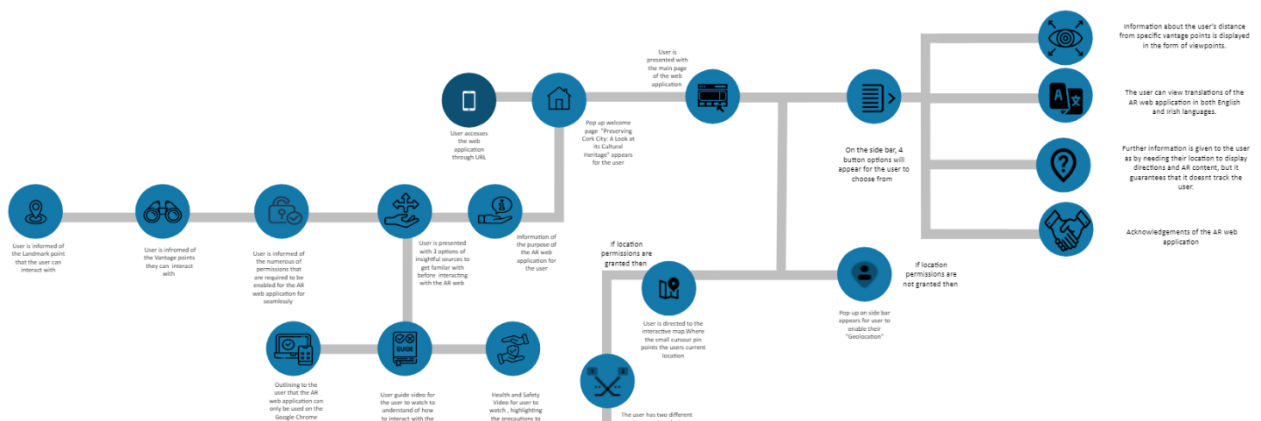 User accesses
the web
application
through URL
Pop up welcome
page "Preserving
Cork City: A Look at
its Cultural
Heritage" appears
for the user
User is
presented with
the main page
of the web
application
On the side bar, 4
button options will
appear for the user
to choose from
Information about the user's distance
from specific vantage points is displayed
in the form of viewpoints.
A
The user can view translations of the
AR web application in both English
and Irish languages.
Further information is given to the user
as by needing their location to display
directions and AR content, but it
guarantees that it doesnt track the
user.
Acknowledgements of the AR web
application
User is informed of
the Landmark point
that the user can
interact with
User is infromed of
the Vantage points
they can interact
with
User is informed of
the numerous of
permissions that
are required to be
enabled for the AR
web application for
seamlessly
User is presented
with 3 options of
insightful sources to
get familar with
before interacting
with the AR web
Information of
the purpose of
the AR web
application for
the user
If location
permissions are
granted then
User is directed to the
interactive map.Where
the small cursour pin
points the users current
location
Pop-up on side bar
appears for user to
enable their
"Geolocation"
If location
permissions are
not granted then
Outlining to the
user that the AR
web application can
only be used on the
Google Chrome
GUIDE
User guide video for
the user to watch to
understand of how
to interact with the
Health and Safety
Video for user to
watch , highlighting
the precautions to
The user has two different